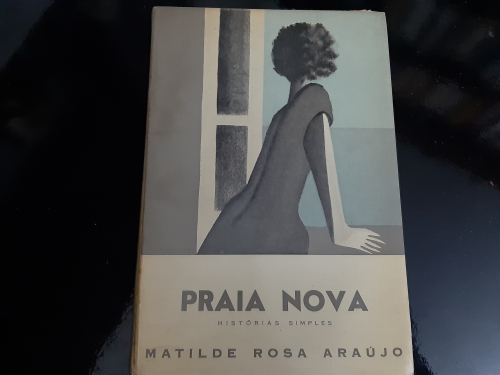 PRAIA NOVA
HISTÓRIAS SIMPLES
MATILDE ROSA ARAÚJO